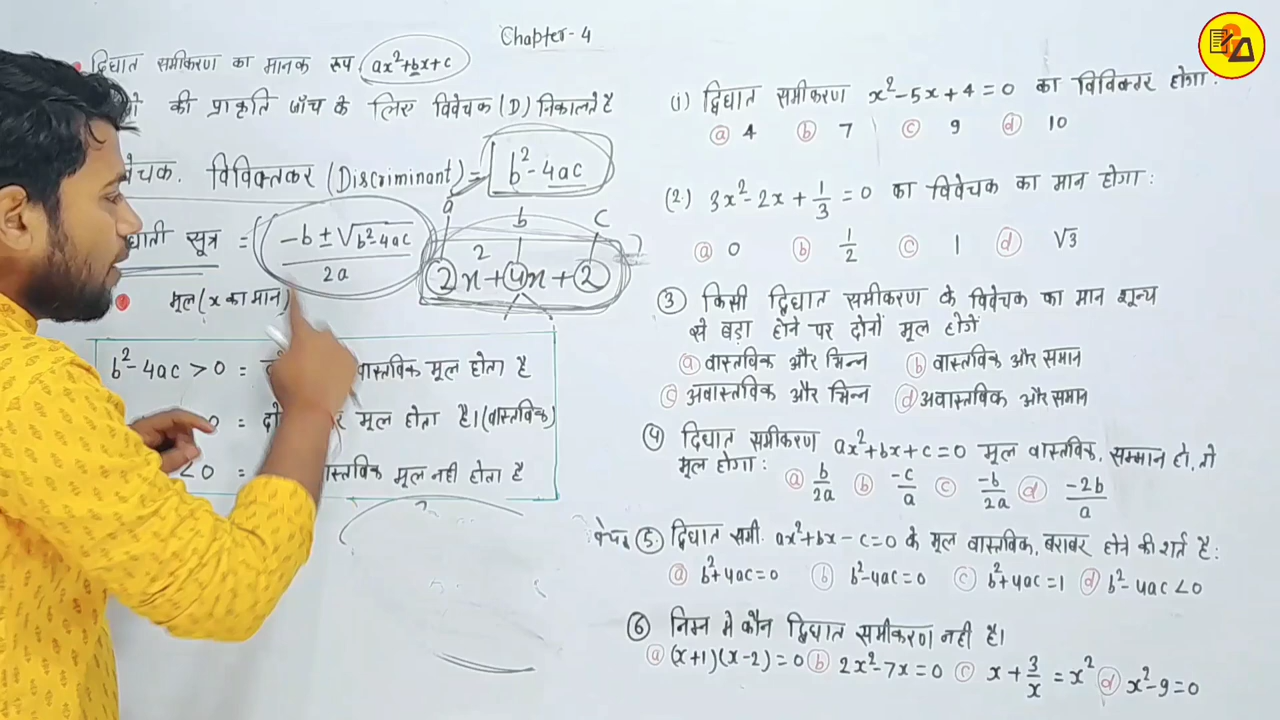 Chapter-4
द्विघात समीकरण का मानक रूप ax²+bx+c
की प्राकृति जाँच के लिए विवेचक (D) निकालते है
विविक्तकर (Discriminant) = b²-4ac
सूत्र = -b ± √b²-4ac / 2a
a b c
2x²+4x+2
मूल (x का मान)
b²-4ac > 0 = वास्तविक मूल होता है
0 = मूल होता है। (वास्तविक)
<0 = मूल नही होता है
(1) द्विघात समीकरण x²-5x+4=0 का विविक्तर होगा:
(a) 4 (b) 7 (c) 9 (d) 10
(2.) 3x²-2x+1/3=0 का विवेचक का मान होगा:
(a) 0 (b) 1/2 (c) 1 (d) √3
(3) किसी द्विघात समीकरण के विवेचक का मान शून्य
से बड़ा होने पर दोनों मूल होगें
(a) वास्तविक और भिन्न (b) वास्तविक और समान
(c) अवास्तविक और भिन्न (d) अवास्तविक और समान
(4) द्विघात समीकरण ax²+bx+c=0 मूल वास्तविक, सम्मान हो, तो
मूल होगा: (a) b/2a (b) -c/a (c) -b/2a (d) -2b/a
(5.) द्विघात समी. ax²+bx-c=0 के मूल वास्तविक, बराबर होने की शर्त है:
(a) b²+4ac=0 (b) b²-4ac=0 (c) b²+4ac=1 (d) b²-4ac<0
(6) निम्न मे कौन द्विघात समीकरण नही है।
(a) (x+1)(x-2)=0 (b) 2x²-7x=0 (c) x+3/x=x² (d) x²-9=0